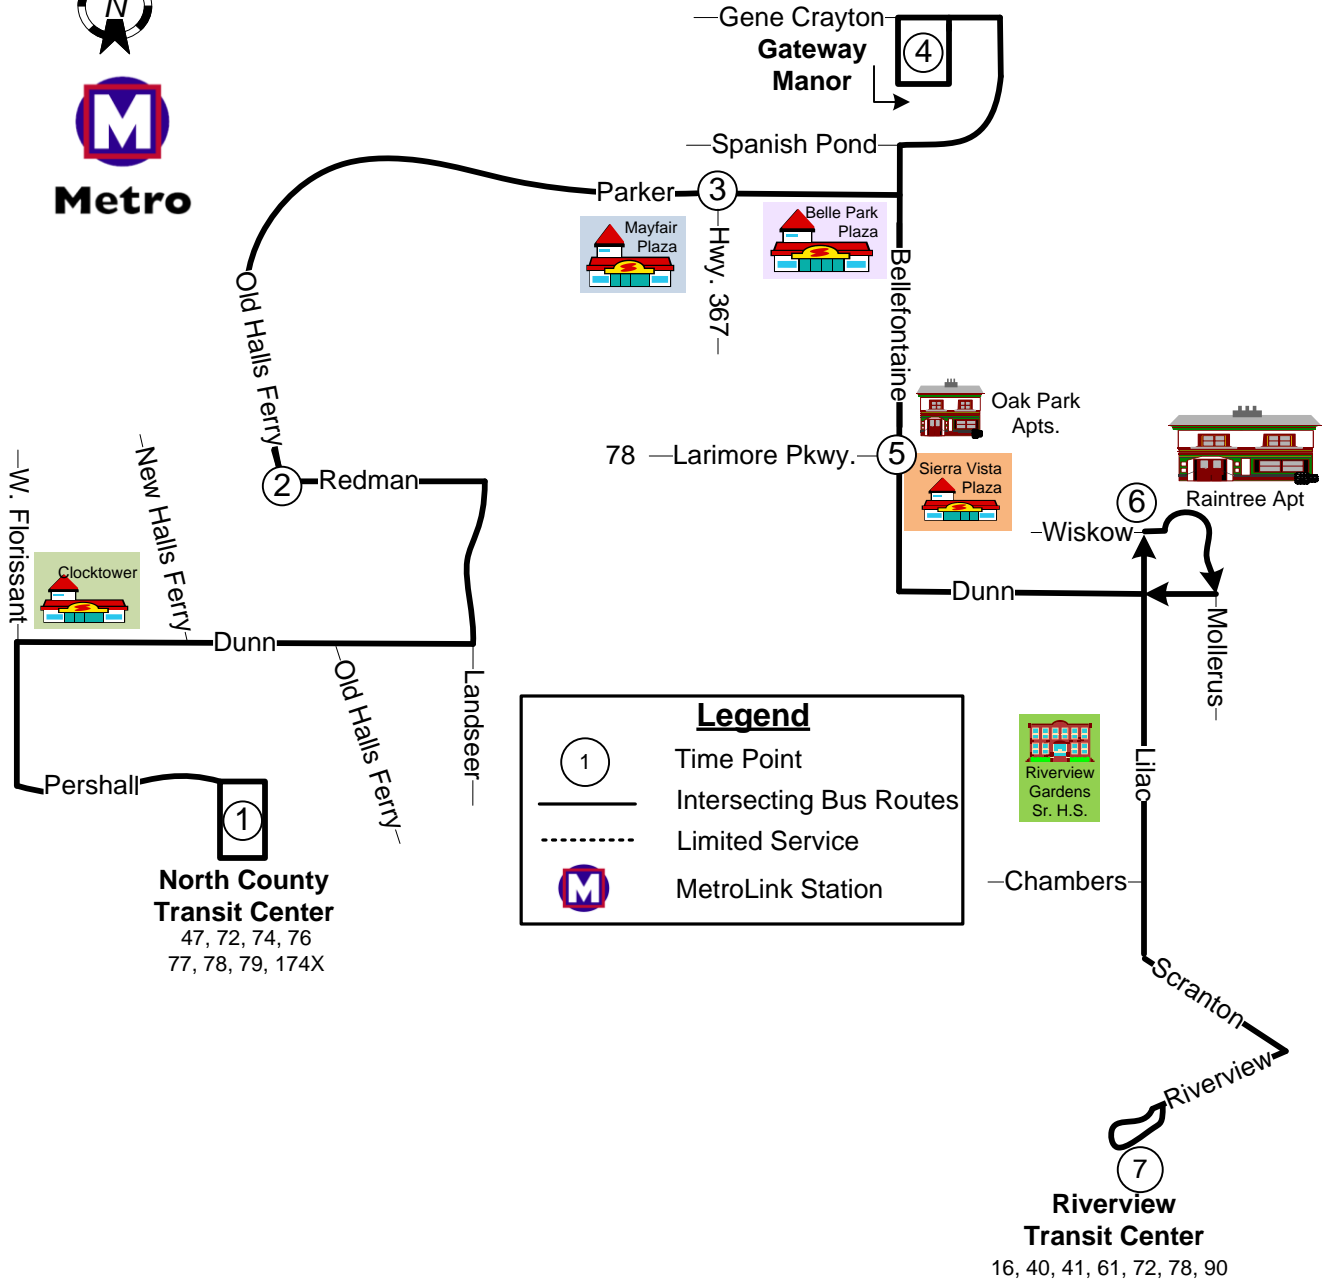 N
M
Metro
Gene Crayton
Gateway
Manor
4
Spanish Pond
Parker
3
Mayfair
Plaza
Hwy. 367
Belle Park
Plaza
Bellefontaine
Old Halls Ferry
2
Redman
Oak Park
Apts.
78
Larimore Pkwy.
5
Sierra Vista
Plaza
Raintree Apt
6
Wiskow
W. Florissant
New Halls Ferry
Clocktower
Dunn
Dunn
Mollerus
Old Halls Ferry
Landseer
Pershall
1
North County
Transit Center
47, 72, 74, 76
77, 78, 79, 174X
Legend
1
Time Point
Intersecting Bus Routes
Limited Service
M
MetroLink Station
Riverview
Gardens
Sr. H.S.
Lilac
Chambers
Scranton
Riverview
7
Riverview
Transit Center
16, 40, 41, 61, 72, 78, 90